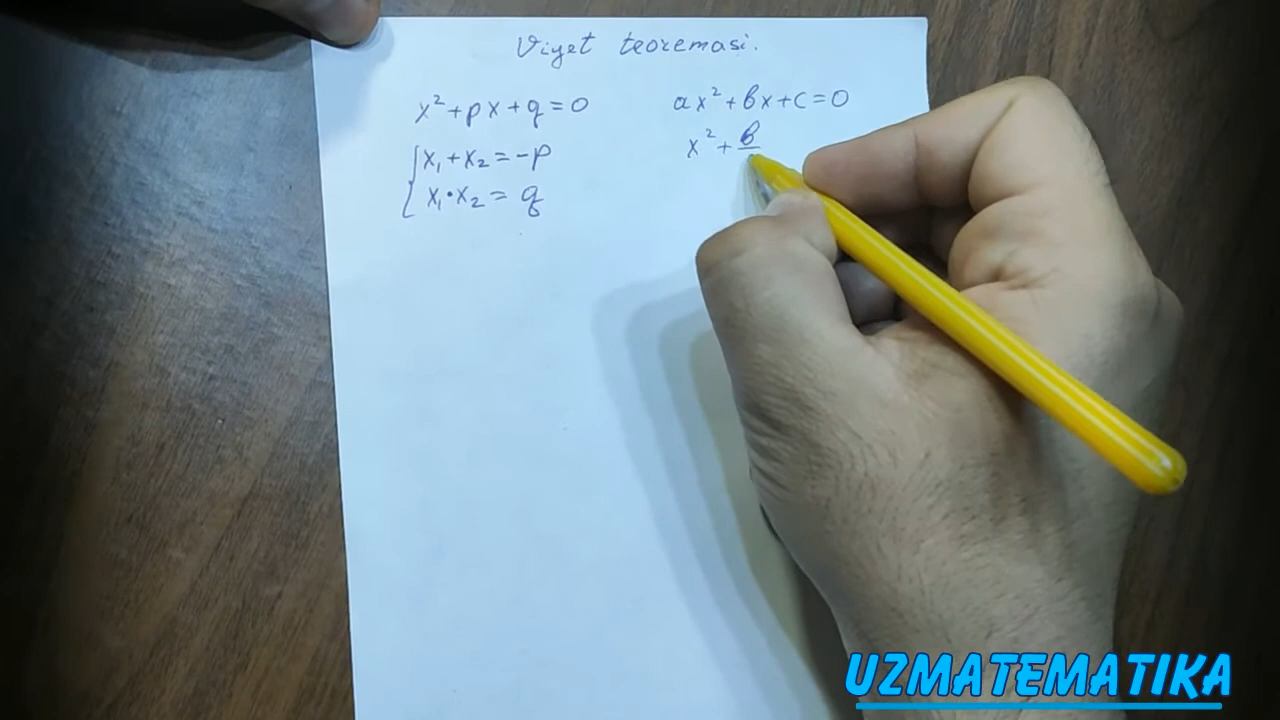 Viyet teoremasi.
x² + px + q = 0
x₁ + x₂ = -p
x₁ • x₂ = q
ax² + bx + c = 0
x² + b
UZMATEMATIKA